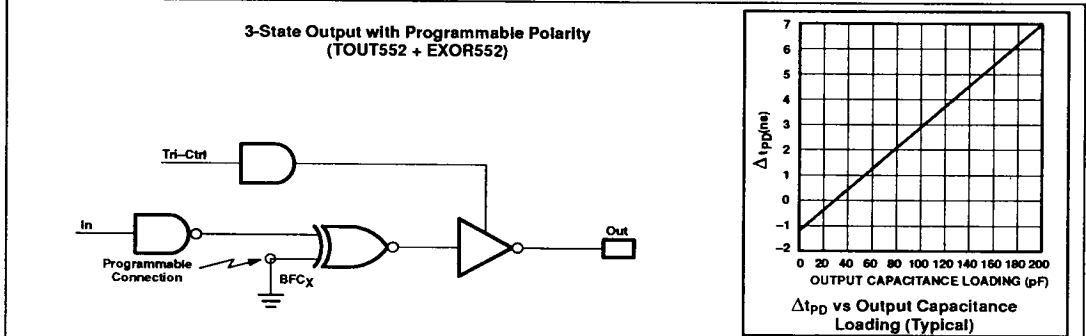 3-State Output with Programmable Polarity
(TOUT552 + EXOR552)
Tri-Ctrl
In
Programmable
Connection
BFCX
Out
7
6
5
4
3
2
1
0
-1
-2
ΔtPD(ns)
0 20 40 60 80 100 120 140 160 180 200
OUTPUT CAPACITANCE LOADING (pF)
ΔtPD vs Output Capacitance
Loading (Typical)